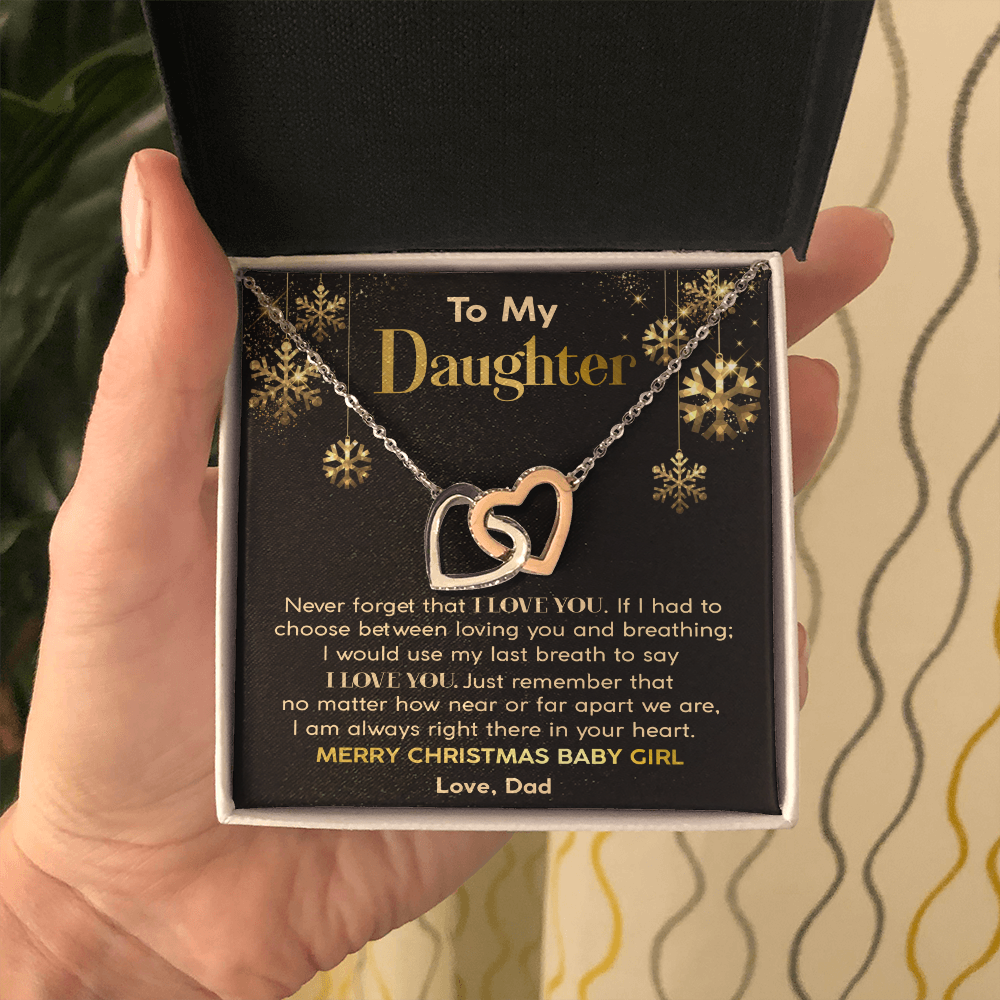 To My
Daughter
Never forget that I LOVE YOU. If I had to
choose between loving you and breathing;
I would use my last breath to say
I LOVE YOU. Just remember that
no matter how near or far apart we are,
I am always right there in your heart.
MERRY CHRISTMAS BABY GIRL
Love, Dad